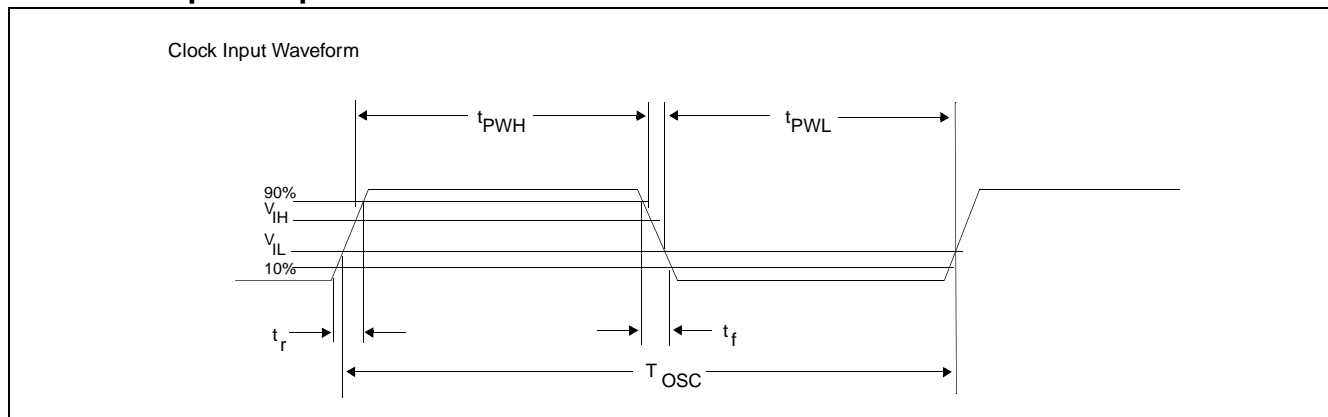 Clock Input Waveform
tPWH
tPWL
90%
VIH
VIL
10%
tr
tf
TOSC